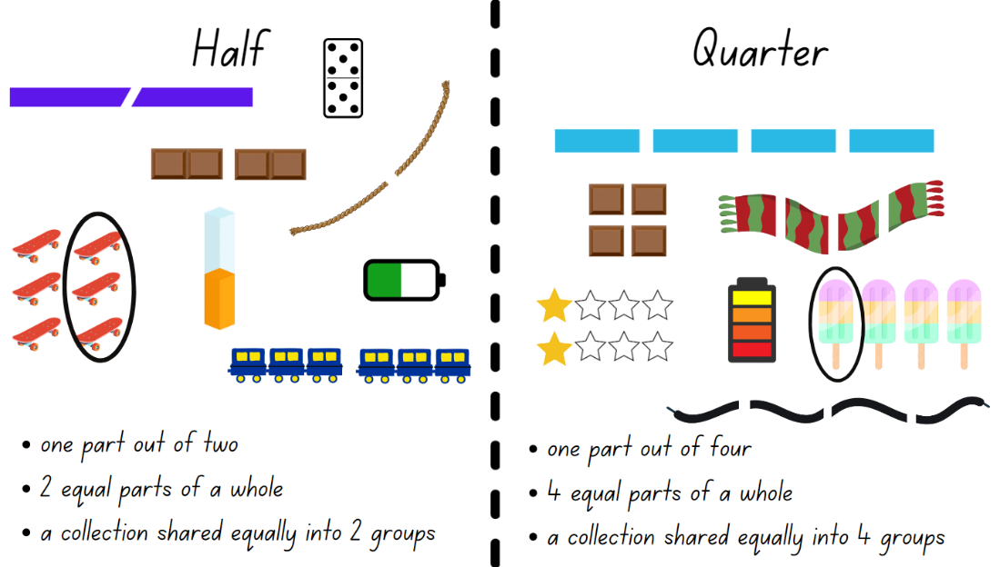 Half
• one part out of two
• 2 equal parts of a whole
• a collection shared equally into 2 groups
Quarter
• one part out of four
• 4 equal parts of a whole
• a collection shared equally into 4 groups